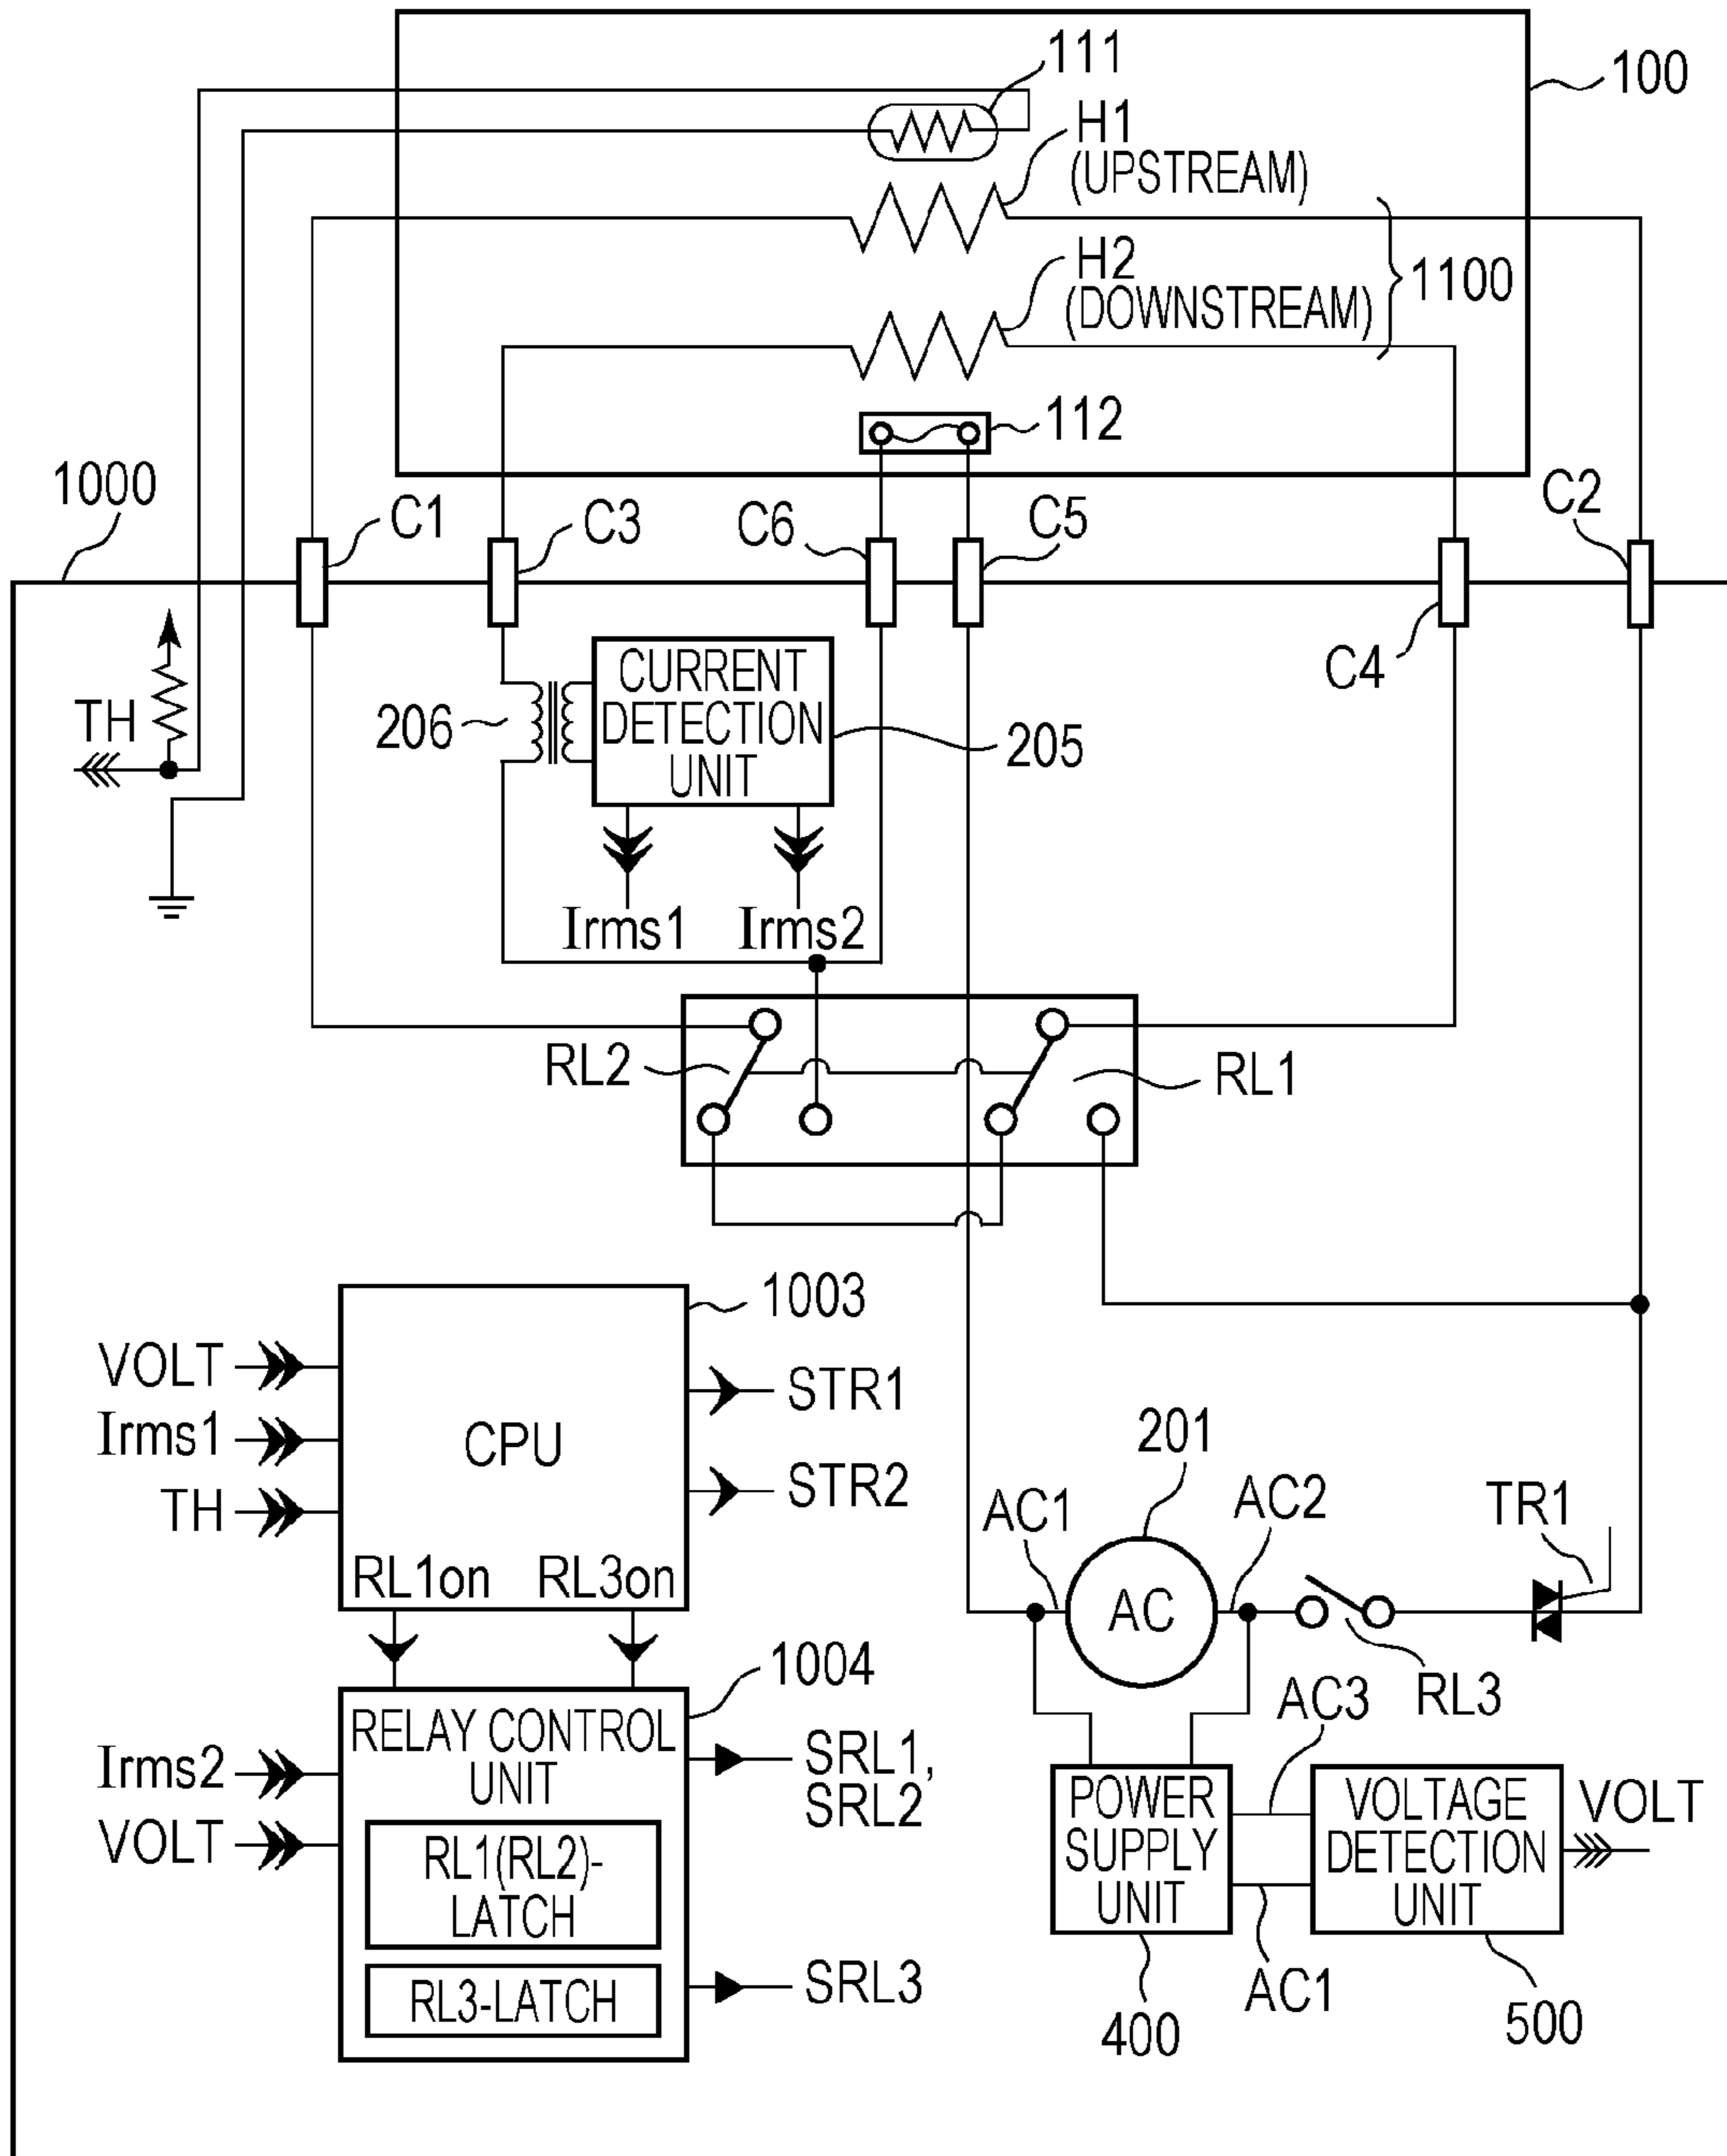 111
100
H1
(UPSTREAM)
H2
(DOWNSTREAM)
1100
112
1000
C1
C3
C6
C5
C2
C4
TH
206
CURRENT
DETECTION
UNIT
205
Irms1
Irms2
RL2
RL1
1003
VOLT
Irms1
TH
CPU
STR1
STR2
RL1on
RL3on
201
AC1
AC
AC2
TR1
RL3
1004
RELAY CONTROL
UNIT
Irms2
VOLT
SRL1,
SRL2
RL1(RL2)-
LATCH
RL3-LATCH
SRL3
AC3
POWER
SUPPLY
UNIT
VOLTAGE
DETECTION
UNIT
VOLT
AC1
400
500